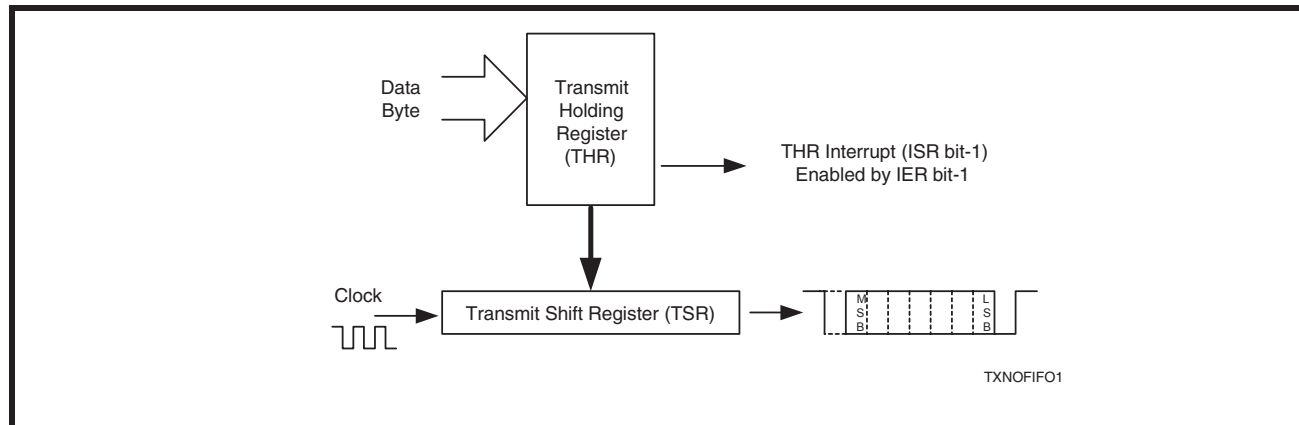 Data
Byte
Transmit
Holding
Register
(THR)
THR Interrupt (ISR bit-1)
Enabled by IER bit-1
Clock
Transmit Shift Register (TSR)
M
S
B
L
S
B
TXNOFIFO1